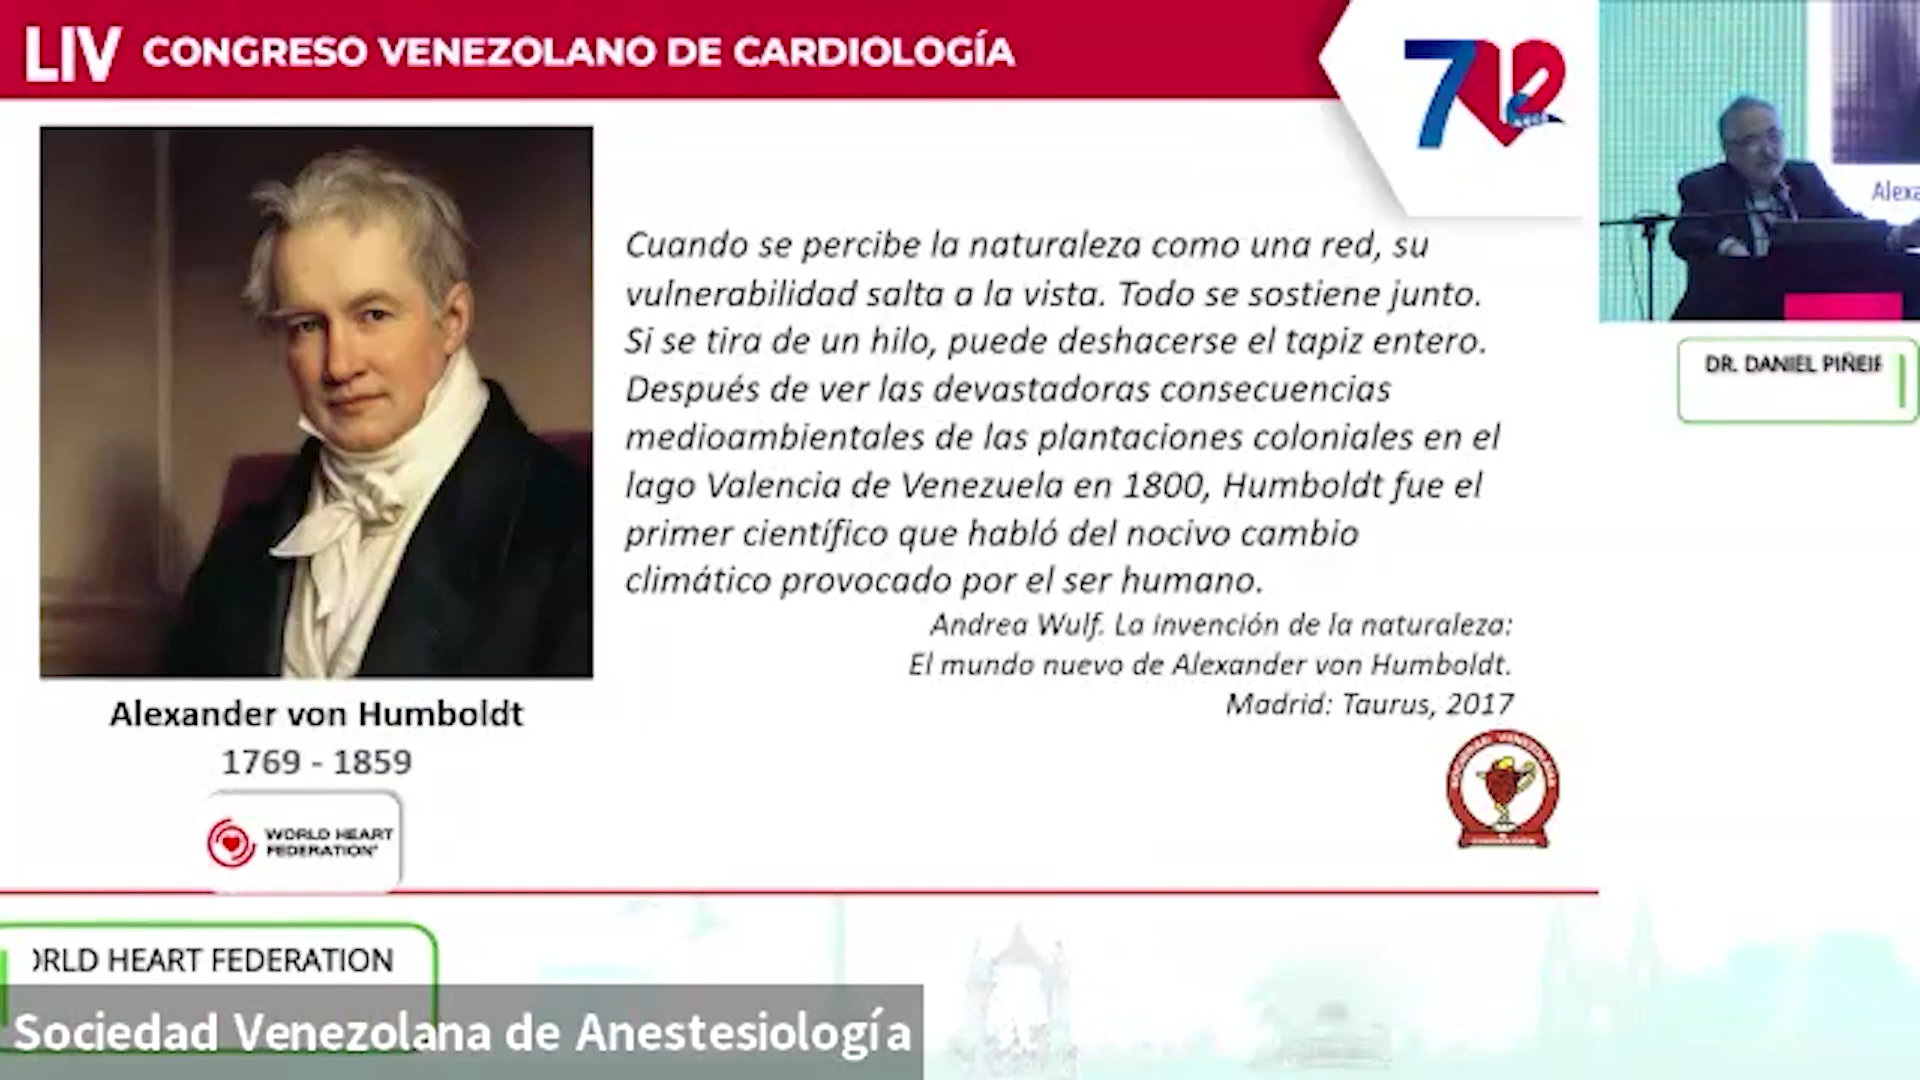 LIV CONGRESO VENEZOLANO DE CARDIOLOGÍA
70
Alexa
DR. DANIEL PIÑEIR
Cuando se percibe la naturaleza como una red, su
vulnerabilidad salta a la vista. Todo se sostiene junto.
Si se tira de un hilo, puede deshacerse el tapiz entero.
Después de ver las devastadoras consecuencias
medioambientales de las plantaciones coloniales en el
lago Valencia de Venezuela en 1800, Humboldt fue el
primer científico que habló del nocivo cambio
climático provocado por el ser humano.
Andrea Wulf. La invención de la naturaleza:
El mundo nuevo de Alexander von Humboldt.
Madrid: Taurus, 2017
Alexander von Humboldt
1769 - 1859
WORLD HEART
FEDERATION
ORLD HEART FEDERATION
Sociedad Venezolana de Anestesiología